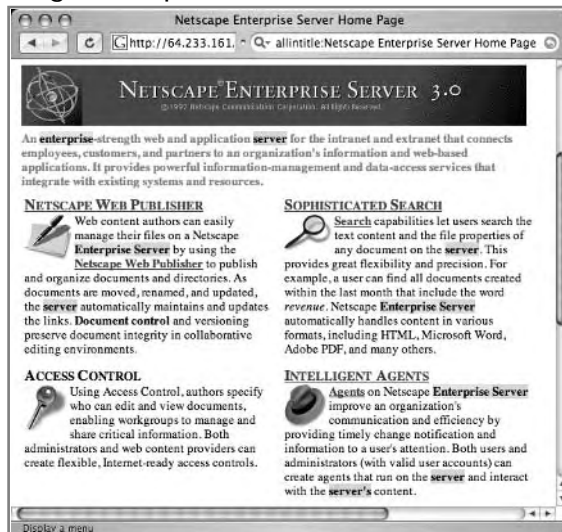 Netscape Enterprise Server Home Page
http://64.233.161. allintitle:Netscape Enterprise Server Home Page
NETSCAPE® ENTERPRISE SERVER 3.0
©1997 Netscape Communications Corporation. All Rights Reserved.
An enterprise-strength web and application server for the intranet and extranet that connects
employees, customers, and partners to an organization's information and web-based
applications. It provides powerful information-management and data-access services that
integrate with existing systems and resources.
NETSCAPE WEB PUBLISHER
Web content authors can easily
manage their files on a Netscape
Enterprise Server by using the
Netscape Web Publisher to publish
and organize documents and directories. As
documents are moved, renamed, and updated,
the server automatically maintains and updates
the links. Document control and versioning
preserve document integrity in collaborative
editing environments.
SOPHISTICATED SEARCH
Search capabilities let users search the
text content and the file properties of
any document on the server. This
provides great flexibility and precision. For
example, a user can find all documents created
within the last month that include the word
revenue. Netscape Enterprise Server
automatically handles content in various
formats, including HTML, Microsoft Word,
Adobe PDF, and many others.
ACCESS CONTROL
Using Access Control, authors specify
who can edit and view documents,
enabling workgroups to manage and
share critical information. Both
administrators and web content providers can
create flexible, Internet-ready access controls.
INTELLIGENT AGENTS
Agents on Netscape Enterprise Server
improve an organization's
communication and efficiency by
providing timely change notification and
information to a user's attention. Both users and
administrators (with valid user accounts) can
create agents that run on the server and interact
with the server's content.
Display a menu